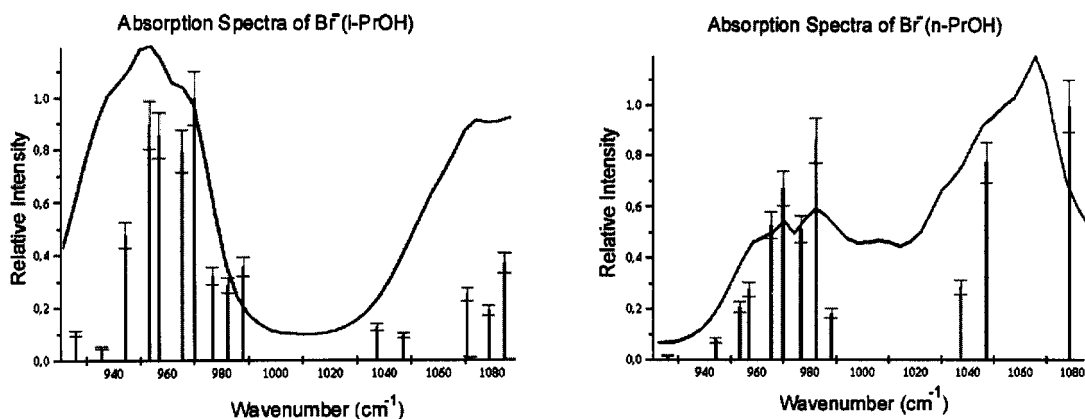 Absorption Spectra of Br⁻(i-PrOH)
Relative Intensity
1,0
0,8
0,6
0,4
0,2
0,0
940 960 980 1000 1020 1040 1060 1080
Wavenumber (cm⁻¹)
Absorption Spectra of Br⁻(n-PrOH)
Relative Intensity
1,0
0,8
0,6
0,4
0,2
0,0
940 960 980 1000 1020 1040 1060 1080
Wavenumber (cm⁻¹)